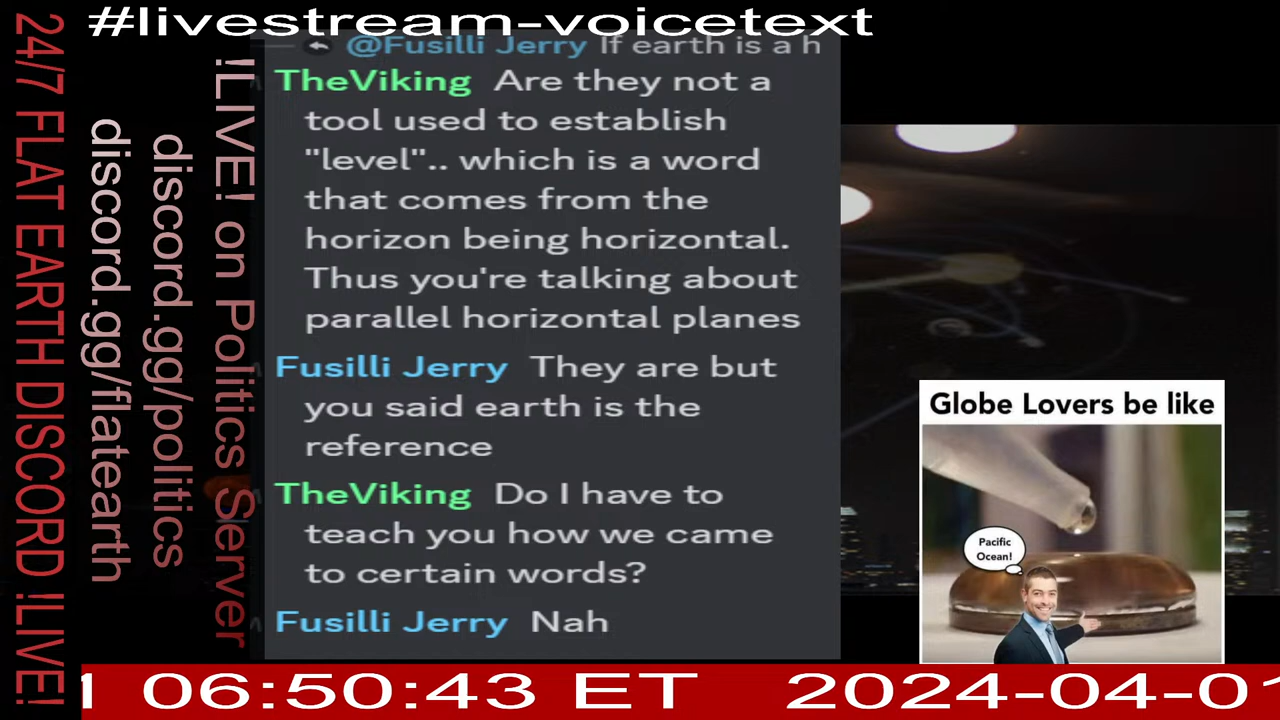 #livestream-voicetext
24/7 FLAT EARTH DISCORD !LIVE!
discord.gg/flatearth
discord.gg/politics
!LIVE! on Politics Server
@Fusilli Jerry If earth is a h
TheViking Are they not a
tool used to establish
"level".. which is a word
that comes from the
horizon being horizontal.
Thus you're talking about
parallel horizontal planes
Fusilli Jerry They are but
you said earth is the
reference
TheViking Do I have to
teach you how we came
to certain words?
Fusilli Jerry Nah
Globe Lovers be like
Pacific
Ocean!
1 06:50:43 ET 2024-04-01